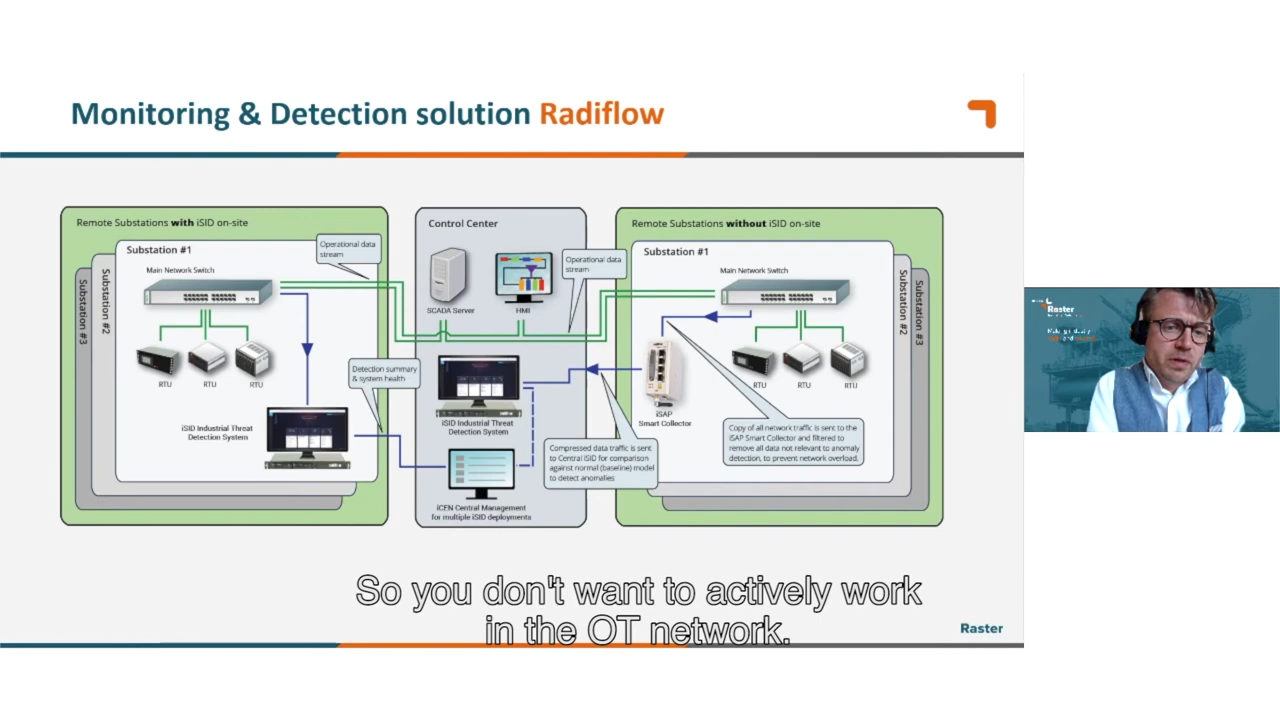 Monitoring & Detection solution Radiflow
Remote Substations with iSID on-site
Substation #1
Substation #2
Substation #3
Main Network Switch
RTU
RTU
RTU
iSID Industrial Threat
Detection System
Operational data
stream
Detection summary
& system health
Control Center
SCADA Server
HMI
iSID Industrial Threat
Detection System
iCEN Central Management
for multiple iSID deployments
Operational data
stream
Compressed data traffic is sent
to Central iSID for comparison
against normal (baseline) model
to detect anomalies
Remote Substations without iSID on-site
Substation #1
Substation #2
Substation #3
Main Network Switch
RTU
RTU
RTU
iSAP
Smart Collector
Copy of all network traffic is sent to the
iSAP Smart Collector and filtered to
remove all data not relevant to anomaly
detection, to prevent network overload.
So you don't want to actively work
in the OT network.
Raster
Raster
Making industry
and